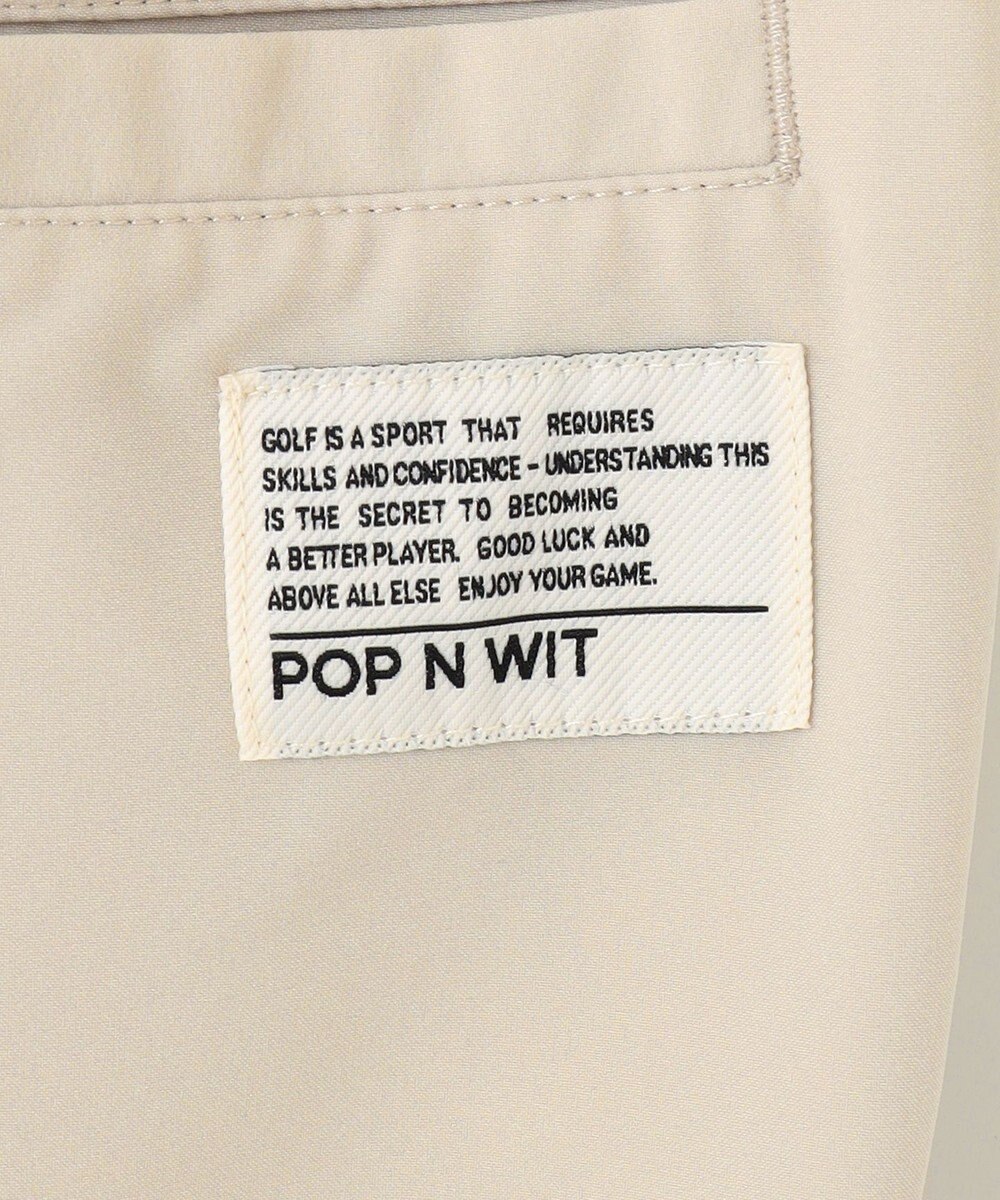 GOLF IS A SPORT THAT REQUIRES
SKILLS AND CONFIDENCE – UNDERSTANDING THIS
IS THE SECRET TO BECOMING
A BETTER PLAYER. GOOD LUCK AND
ABOVE ALL ELSE ENJOY YOUR GAME.
POP N WIT